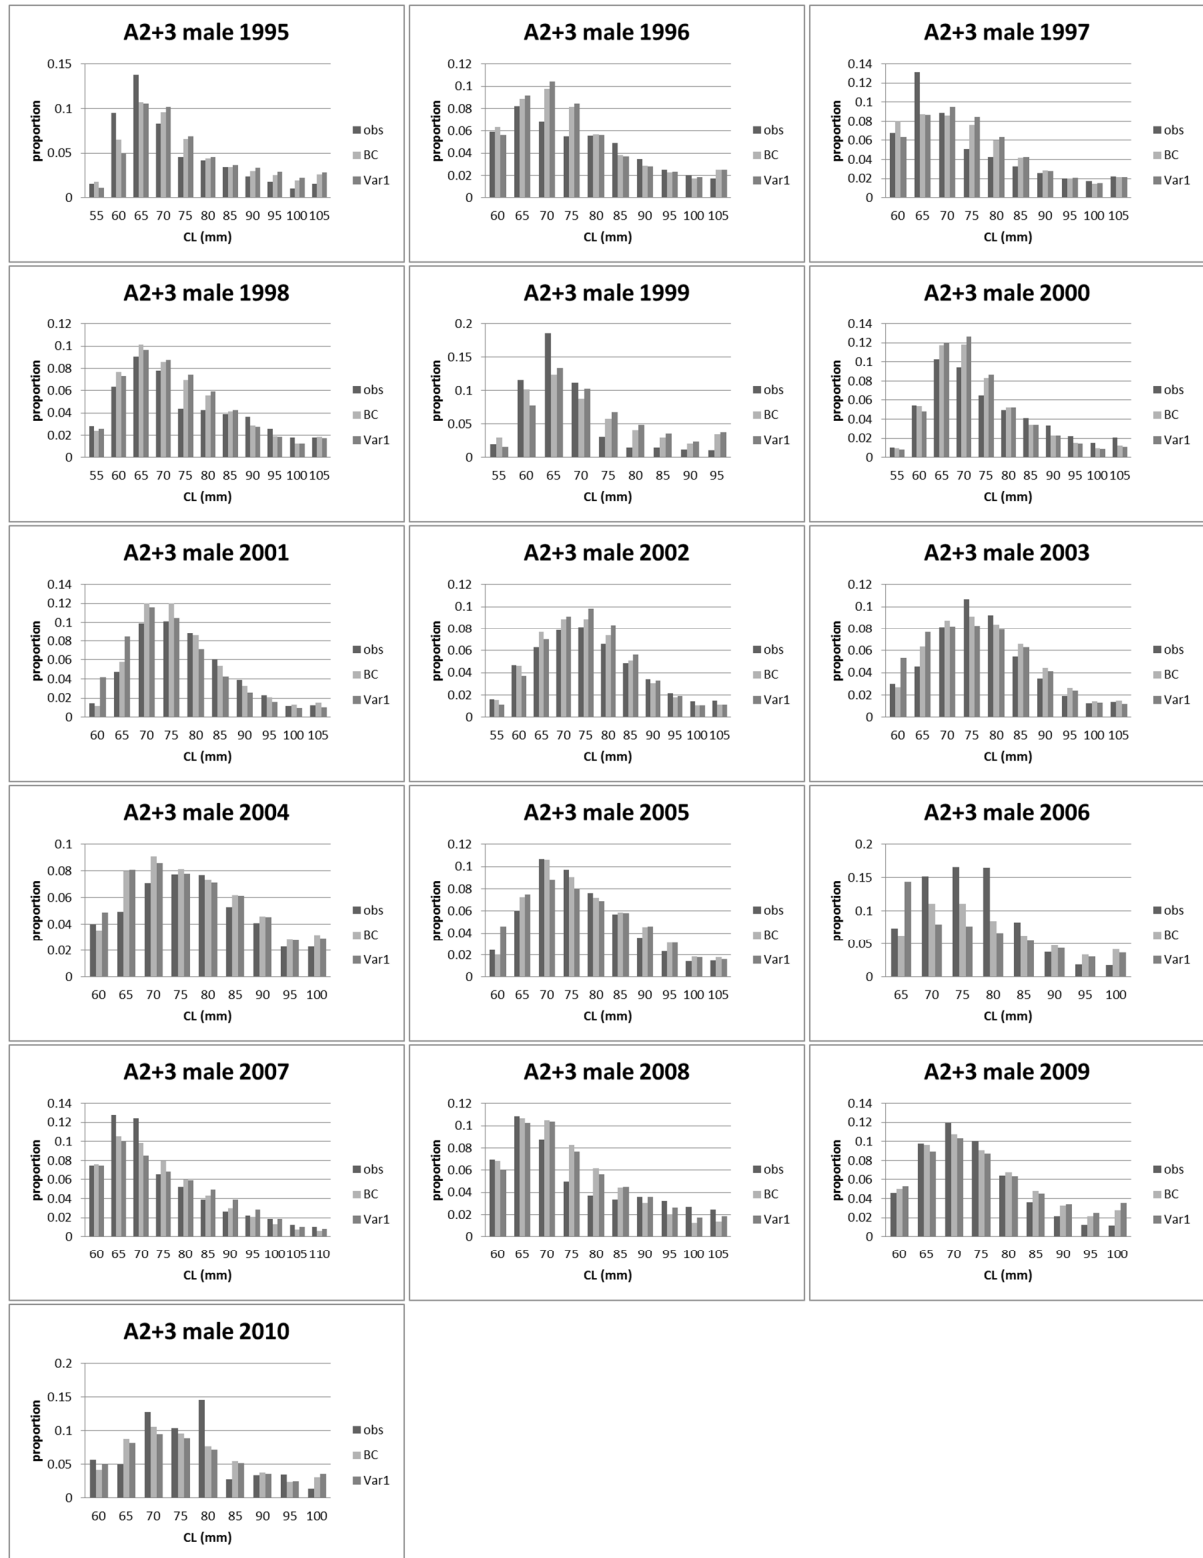 A2+3 male 1995
proportion
0.15
0.1
0.05
0
55 60 65 70 75 80 85 90 95 100 105
CL (mm)
obs
BC
Var1
A2+3 male 1996
proportion
0.12
0.1
0.08
0.06
0.04
0.02
0
60 65 70 75 80 85 90 95 100 105
CL (mm)
obs
BC
Var1
A2+3 male 1997
proportion
0.14
0.12
0.1
0.08
0.06
0.04
0.02
0
60 65 70 75 80 85 90 95 100 105
CL (mm)
obs
BC
Var1
A2+3 male 1998
proportion
0.12
0.1
0.08
0.06
0.04
0.02
0
55 60 65 70 75 80 85 90 95 100 105
CL (mm)
obs
BC
Var1
A2+3 male 1999
proportion
0.2
0.15
0.1
0.05
0
55 60 65 70 75 80 85 90 95
CL (mm)
obs
BC
Var1
A2+3 male 2000
proportion
0.14
0.12
0.1
0.08
0.06
0.04
0.02
0
55 60 65 70 75 80 85 90 95 100 105
CL (mm)
obs
BC
Var1
A2+3 male 2001
proportion
0.14
0.12
0.1
0.08
0.06
0.04
0.02
0
60 65 70 75 80 85 90 95 100 105
CL (mm)
obs
BC
Var1
A2+3 male 2002
proportion
0.12
0.1
0.08
0.06
0.04
0.02
0
55 60 65 70 75 80 85 90 95 100 105
CL (mm)
obs
BC
Var1
A2+3 male 2003
proportion
0.12
0.1
0.08
0.06
0.04
0.02
0
60 65 70 75 80 85 90 95 100 105
CL (mm)
obs
BC
Var1
A2+3 male 2004
proportion
0.1
0.08
0.06
0.04
0.02
0
60 65 70 75 80 85 90 95 100
CL (mm)
obs
BC
Var1
A2+3 male 2005
proportion
0.12
0.1
0.08
0.06
0.04
0.02
0
60 65 70 75 80 85 90 95 100 105
CL (mm)
obs
BC
Var1
A2+3 male 2006
proportion
0.2
0.15
0.1
0.05
0
65 70 75 80 85 90 95 100
CL (mm)
obs
BC
Var1
A2+3 male 2007
proportion
0.14
0.12
0.1
0.08
0.06
0.04
0.02
0
60 65 70 75 80 85 90 95 100 105 110
CL (mm)
obs
BC
Var1
A2+3 male 2008
proportion
0.12
0.1
0.08
0.06
0.04
0.02
0
60 65 70 75 80 85 90 95 100 105
CL (mm)
obs
BC
Var1
A2+3 male 2009
proportion
0.14
0.12
0.1
0.08
0.06
0.04
0.02
0
60 65 70 75 80 85 90 95 100
CL (mm)
obs
BC
Var1
A2+3 male 2010
proportion
0.2
0.15
0.1
0.05
0
60 65 70 75 80 85 90 95 100
CL (mm)
obs
BC
Var1